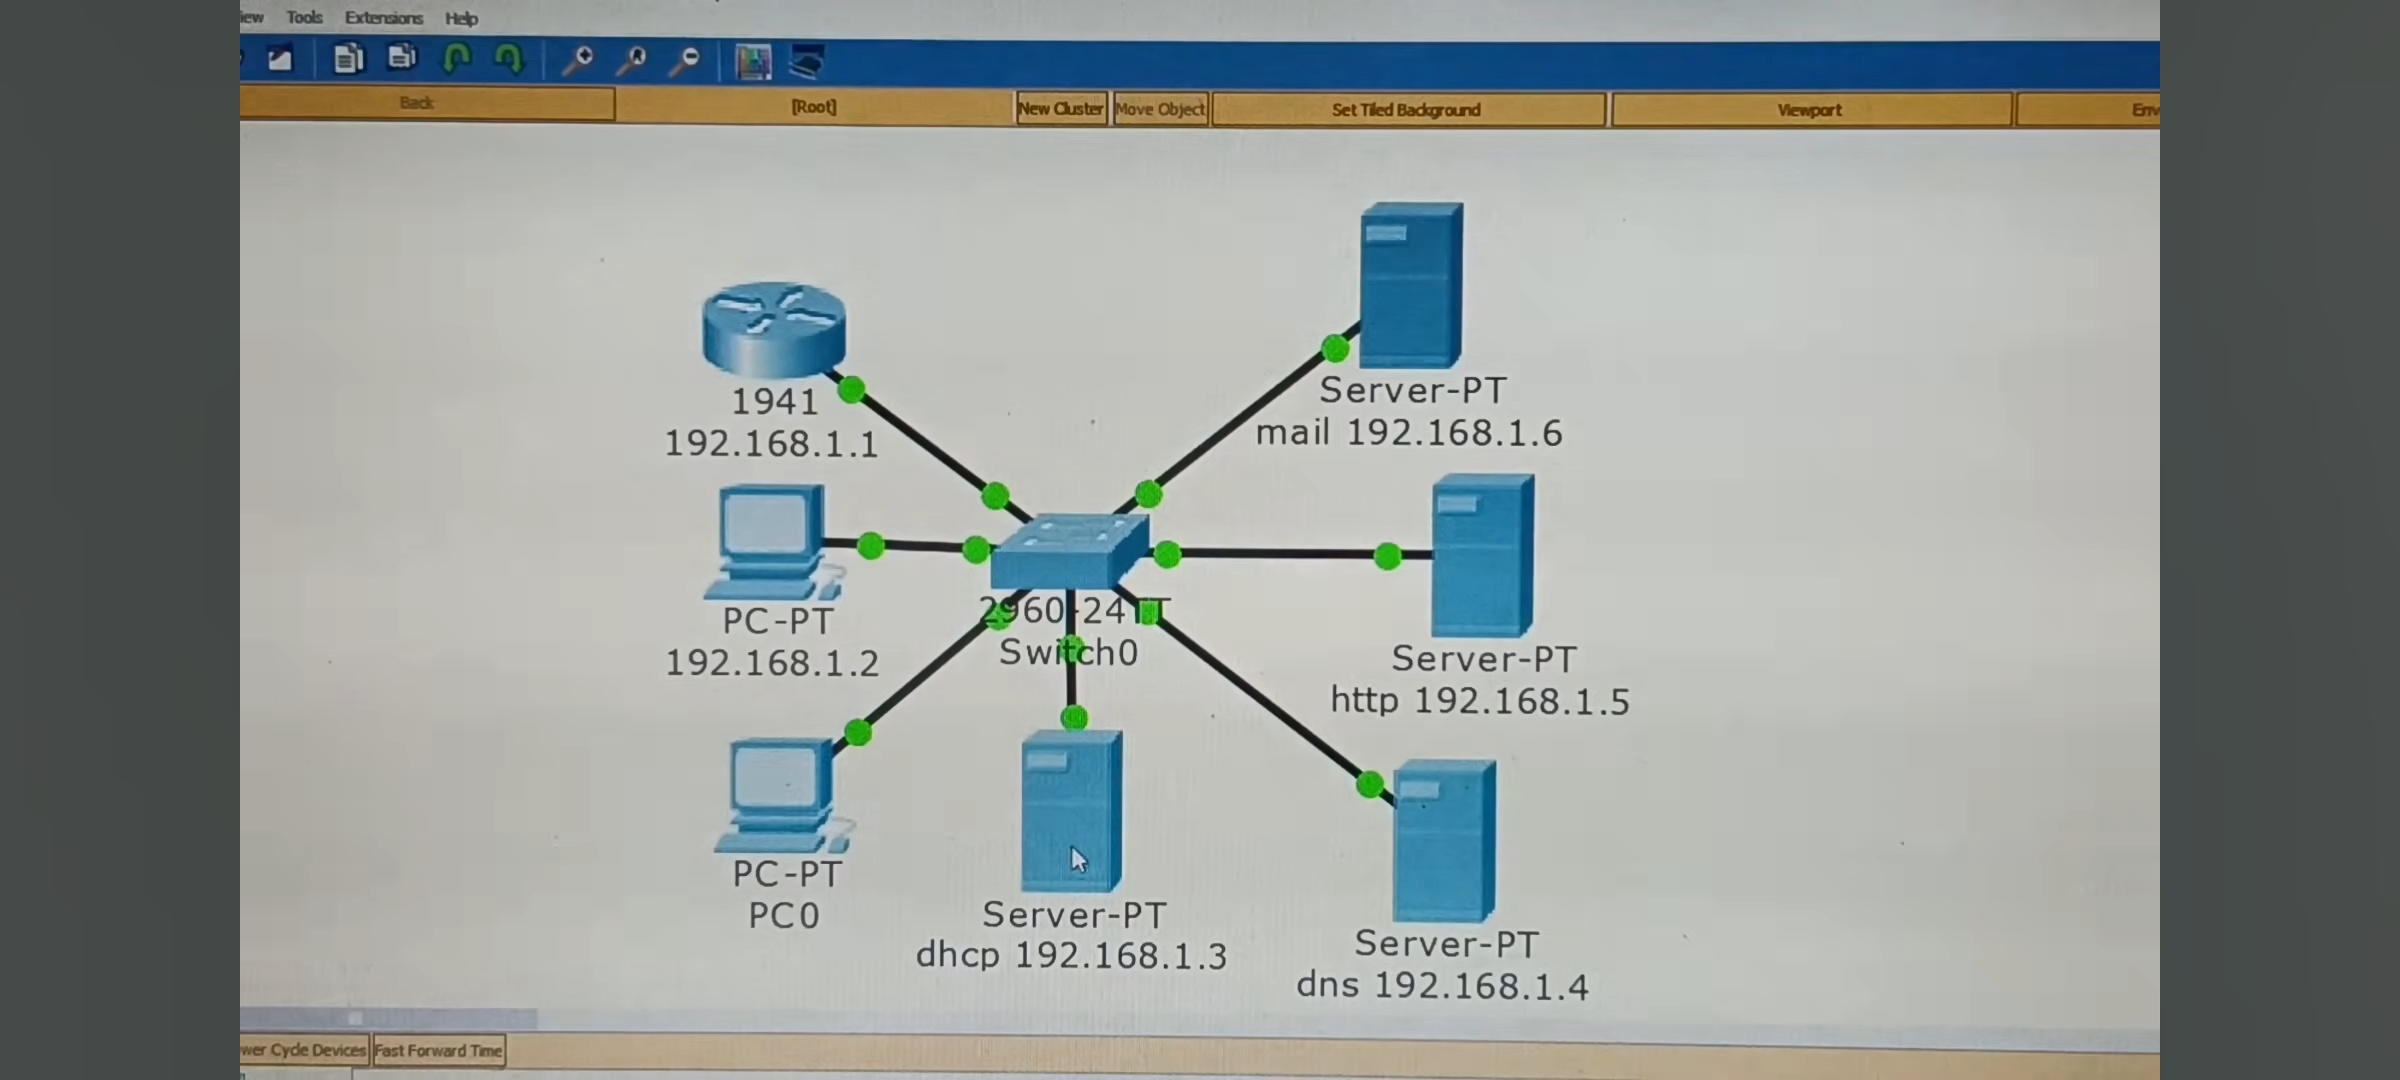 Tools Extensions Help
Back [Root] New Cluster Move Object Set Tiled Background Viewport
1941
192.168.1.1
Server-PT
mail 192.168.1.6
PC-PT
192.168.1.2
2960-24TT
Switch0
Server-PT
http 192.168.1.5
PC-PT
PC0
Server-PT
dhcp 192.168.1.3
Server-PT
dns 192.168.1.4
Cycle Devices Fast Forward Time